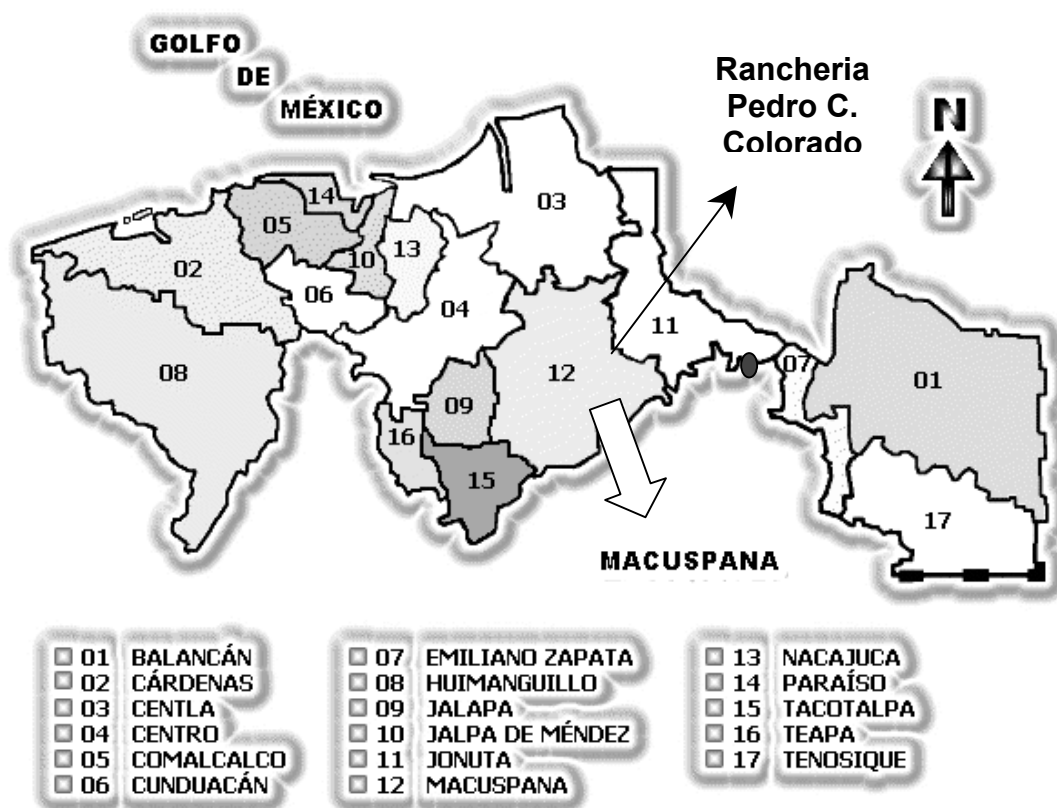 GOLFO
DE
MÉXICO
Rancheria
Pedro C.
Colorado
N
14
03
05
13
10
02
06
04
11
07
08
12
01
09
16
15
17
MACUSPANA
01 BALANCÁN
02 CÁRDENAS
03 CENTLA
04 CENTRO
05 COMALCALCO
06 CUNDUACÁN
07 EMILIANO ZAPATA
08 HUIMANGUILLO
09 JALAPA
10 JALPA DE MÉNDEZ
11 JONUTA
12 MACUSPANA
13 NACAJUCA
14 PARAÍSO
15 TACOTALPA
16 TEAPA
17 TENOSIQUE